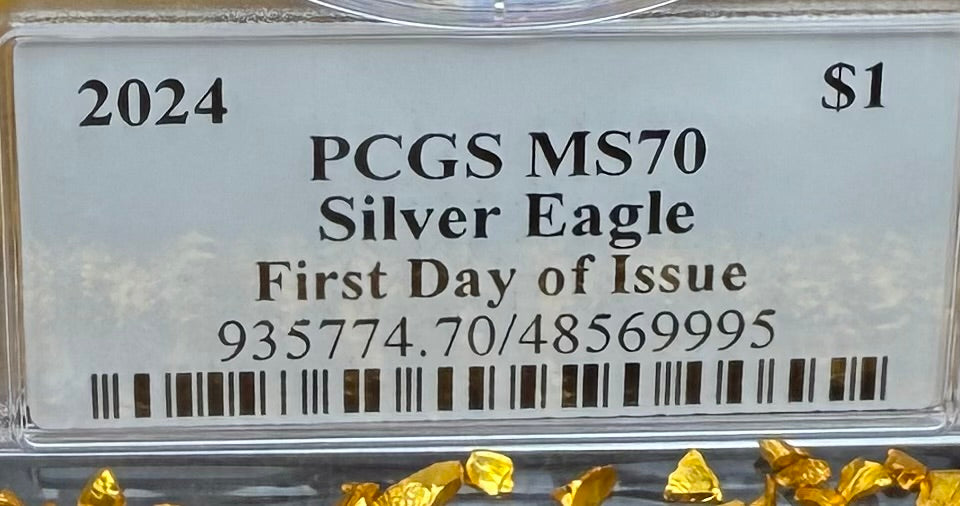 2024 $1
PCGS MS70
Silver Eagle
First Day of Issue
935774.70/48569995